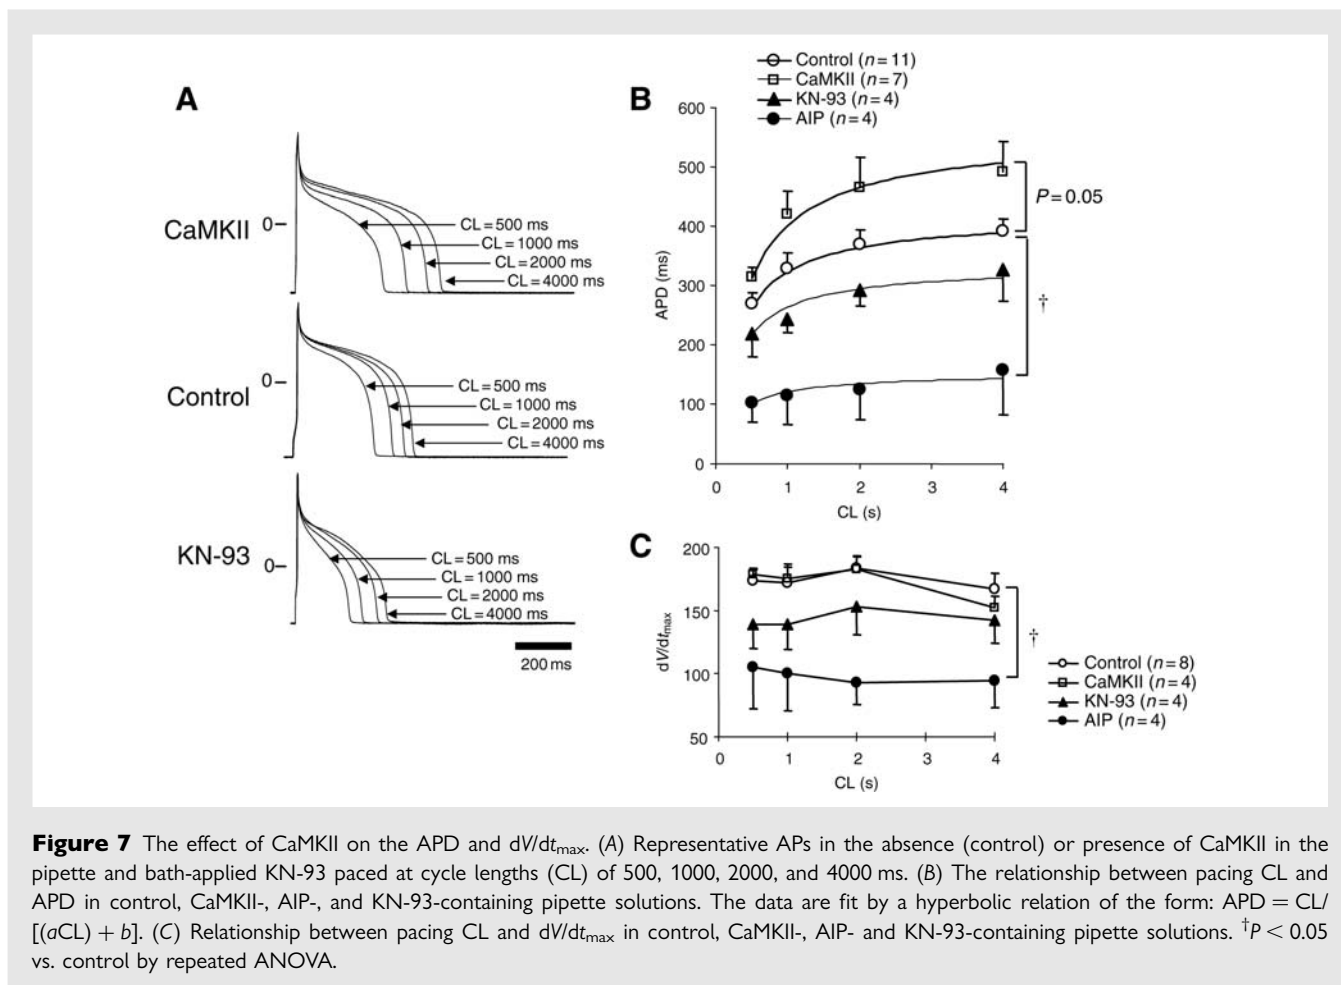 A
CaMKII
0
CL = 500 ms
CL = 1000 ms
CL = 2000 ms
CL = 4000 ms
Control
0
CL = 500 ms
CL = 1000 ms
CL = 2000 ms
CL = 4000 ms
KN-93
0
CL = 500 ms
CL = 1000 ms
CL = 2000 ms
CL = 4000 ms
200 ms
B
Control (n = 11)
CaMKII (n = 7)
KN-93 (n = 4)
AIP (n = 4)
600
500
400
300
200
100
0
APD (ms)
0 1 2 3 4
CL (s)
P = 0.05
†
C
200
150
100
50
dV/dtmax
0 1 2 3 4
CL (s)
†
Control (n = 8)
CaMKII (n = 4)
KN-93 (n = 4)
AIP (n = 4)
Figure 7 The effect of CaMKII on the APD and dV/dtmax. (A) Representative APs in the absence (control) or presence of CaMKII in the
pipette and bath-applied KN-93 paced at cycle lengths (CL) of 500, 1000, 2000, and 4000 ms. (B) The relationship between pacing CL and
APD in control, CaMKII-, AIP-, and KN-93-containing pipette solutions. The data are fit by a hyperbolic relation of the form: APD = CL/
[(aCL) + b]. (C) Relationship between pacing CL and dV/dtmax in control, CaMKII-, AIP- and KN-93-containing pipette solutions. †P < 0.05
vs. control by repeated ANOVA.